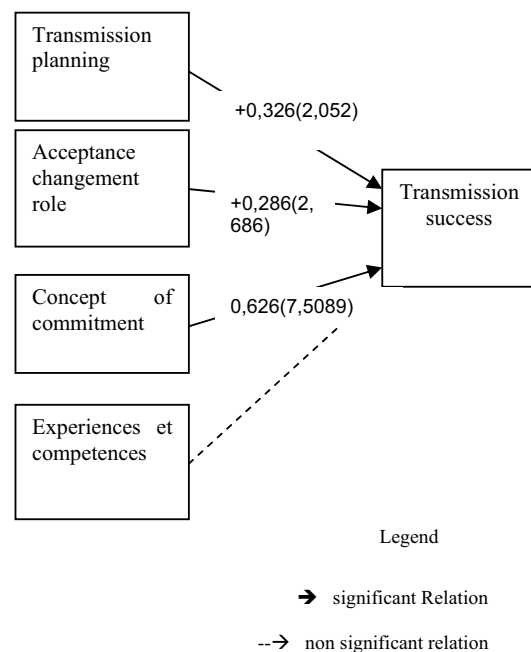 Transmission
planning
+0,326(2,052)
Acceptance
changement
role
+0,286(2,
686)
Transmission
success
Concept of
commitment
0,626(7,5089)
Experiences et
competences
Legend
➔ significant Relation
--→ non significant relation